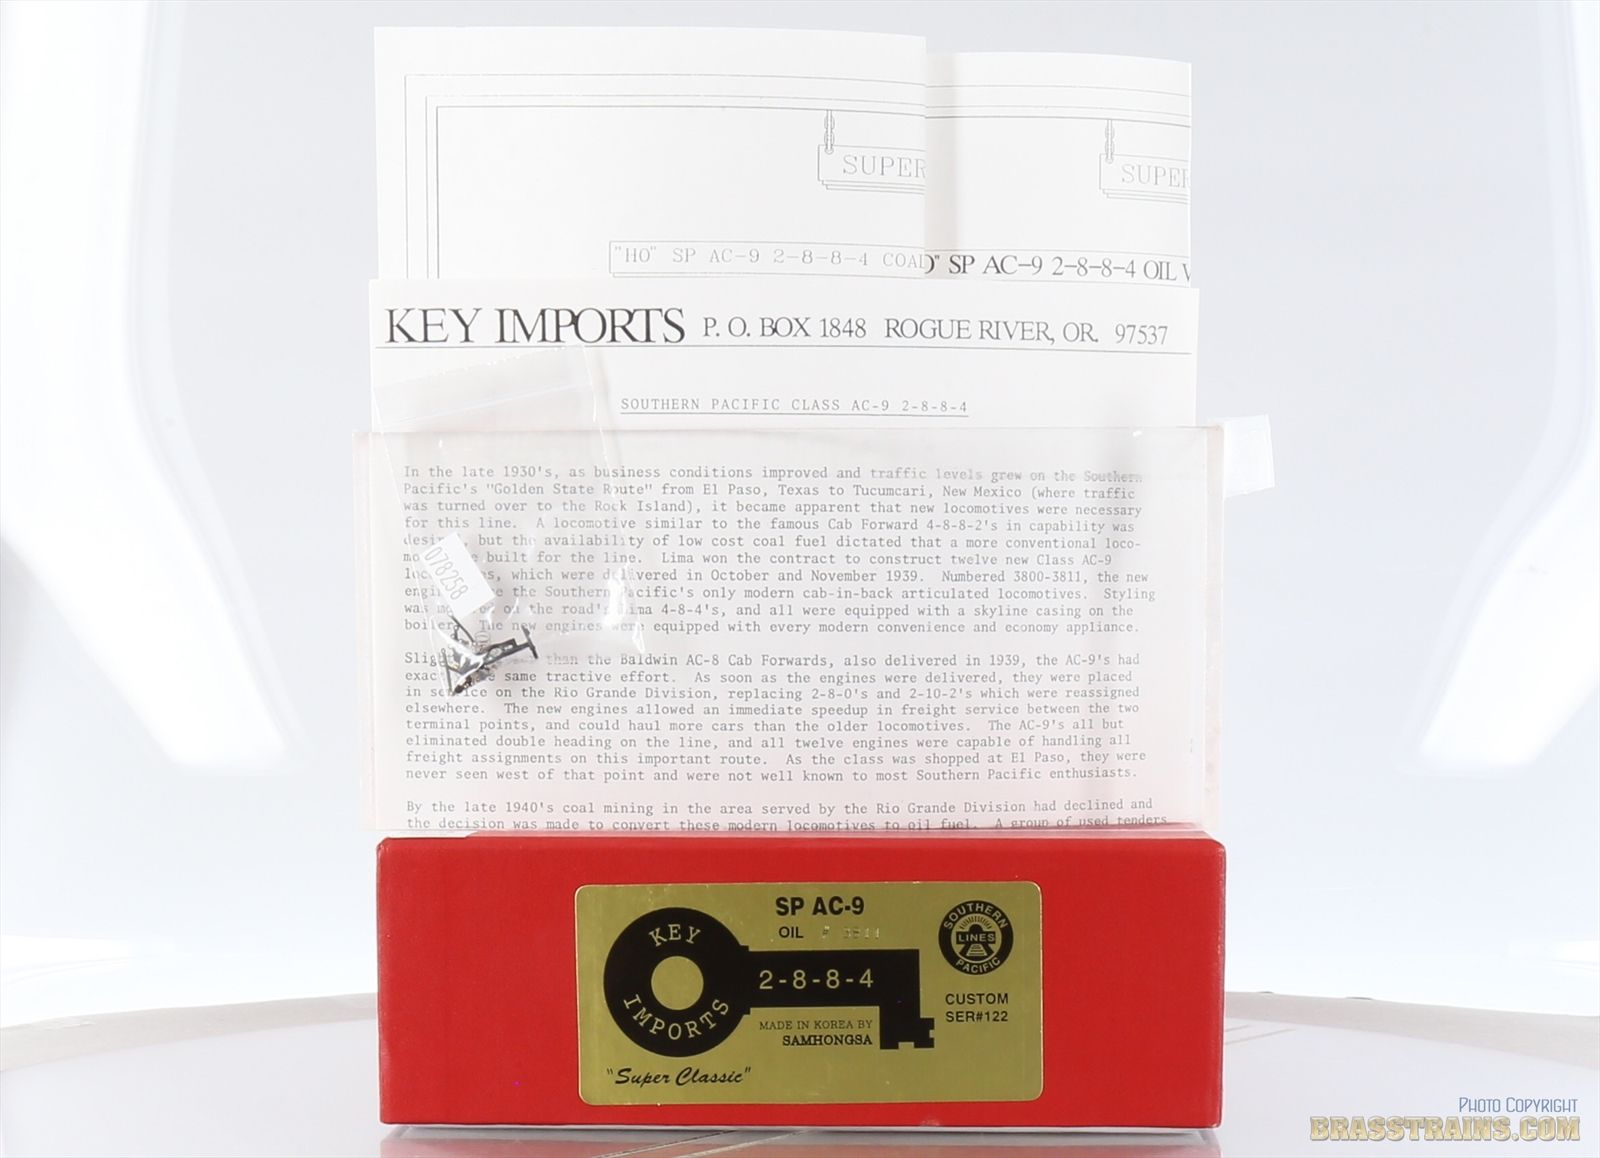 SUPER
SUPER
"HO" SP AC-9 2-8-8-4 COAL
O" SP AC-9 2-8-8-4 OIL
KEY IMPORTS P. O. BOX 1848 ROGUE RIVER, OR. 97537
SOUTHERN PACIFIC CLASS AC-9 2-8-8-4
In the late 1930's, as business conditions improved and traffic levels grew on the Southern
Pacific's "Golden State Route" from El Paso, Texas to Tucumcari, New Mexico (where traffic
was turned over to the Rock Island), it became apparent that new locomotives were necessary
for this line. A locomotive similar to the famous Cab Forward 4-8-8-2's in capability was
desi , but the availability of low cost coal fuel dictated that a more conventional loco-
mo e built for the line. Lima won the contract to construct twelve new Class AC-9
loc s, which were delivered in October and November 1939. Numbered 3800-3811, the new
engi e the Southern Pacific's only modern cab-in-back articulated locomotives. Styling
was m on the road's Lima 4-8-4's, and all were equipped with a skyline casing on the
boiler. The new engines were equipped with every modern convenience and economy appliance.
Slig than the Baldwin AC-8 Cab Forwards, also delivered in 1939, the AC-9's had
exac same tractive effort. As soon as the engines were delivered, they were placed
in service on the Rio Grande Division, replacing 2-8-0's and 2-10-2's which were reassigned
elsewhere. The new engines allowed an immediate speedup in freight service between the two
terminal points, and could haul more cars than the older locomotives. The AC-9's all but
eliminated double heading on the line, and all twelve engines were capable of handling all
freight assignments on this important route. As the class was shopped at El Paso, they were
never seen west of that point and were not well known to most Southern Pacific enthusiasts.
By the late 1940's coal mining in the area served by the Rio Grande Division had declined and
the decision was made to convert these modern locomotives to oil fuel. A group of used tenders
078258
SP AC-9
OIL # 3811
KEY IMPORTS
2-8-8-4
MADE IN KOREA BY
SAMHONGSA
"Super Classic"
SOUTHERN
LINES
PACIFIC
CUSTOM
SER#122
PHOTO COPYRIGHT
BRASSTRAINS.COM